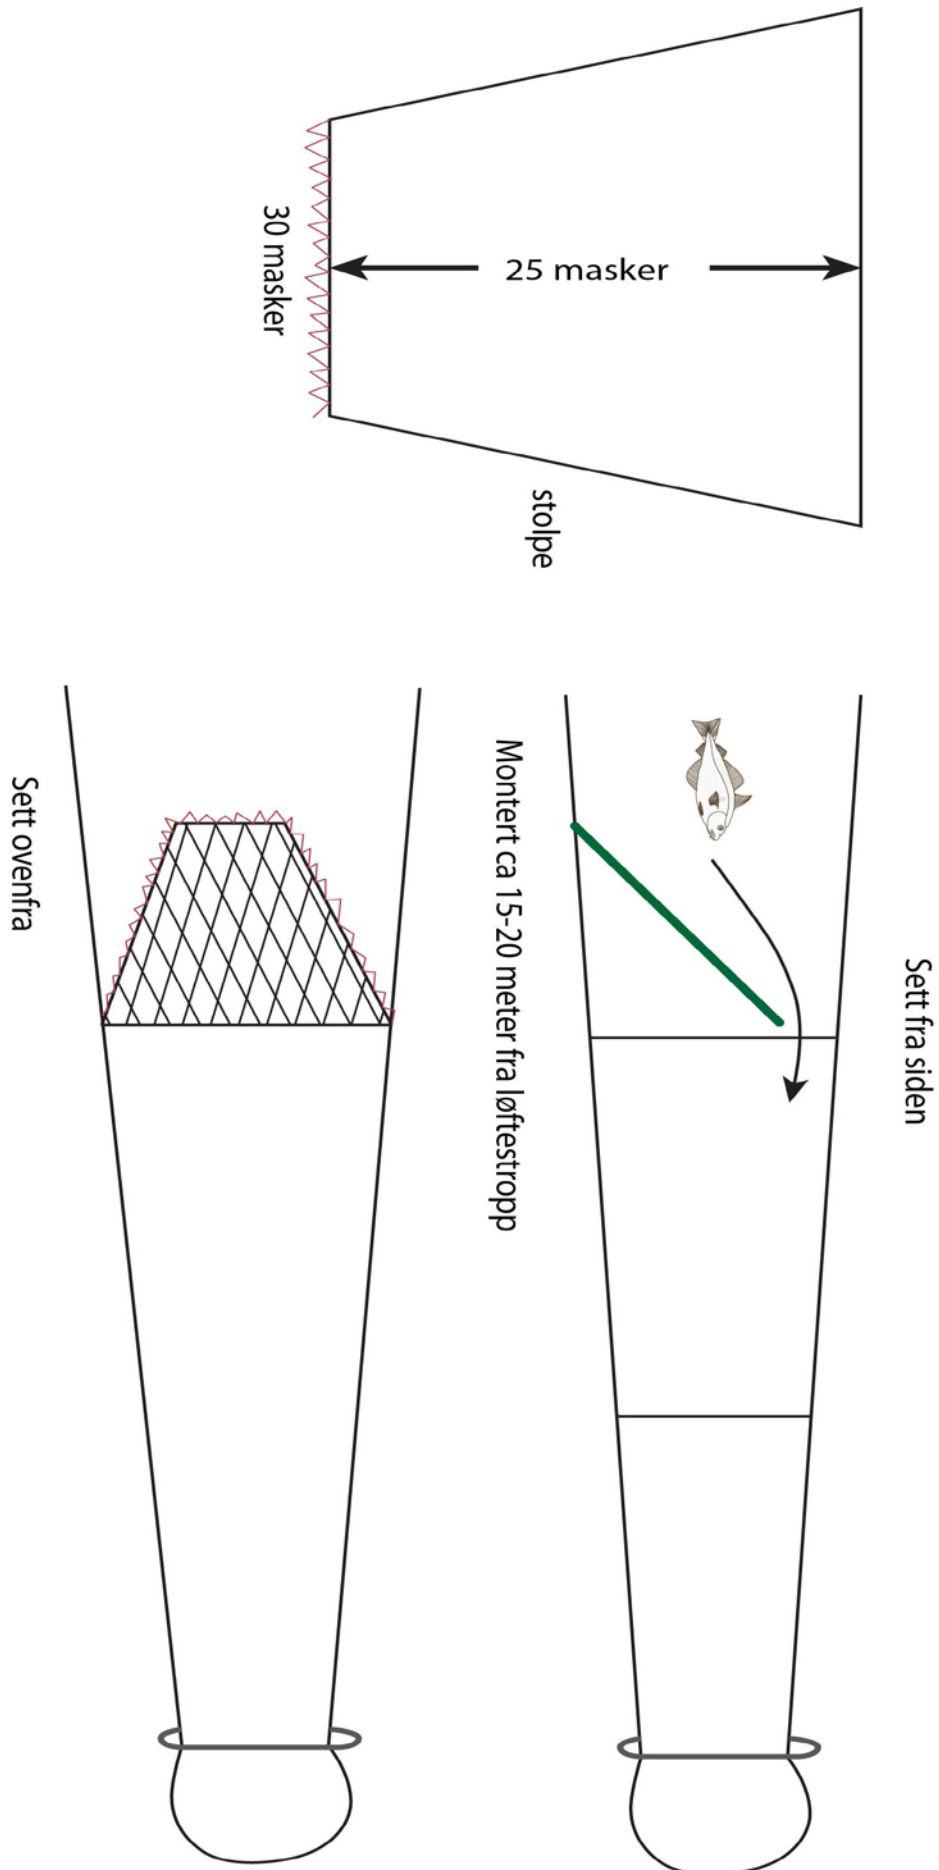 25 masker
30 masker
stolpe
Sett fra siden
Montert ca 15-20 meter fra løftestropp
Sett ovenfra